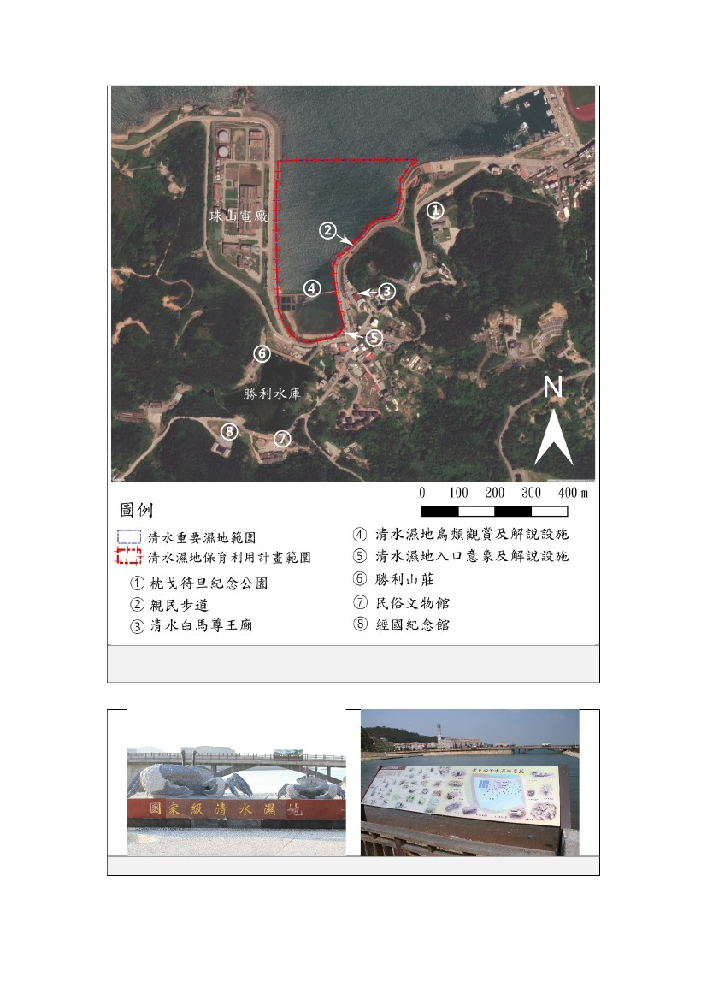 ①
珠山電廠
②
④
③
⑤
⑥
勝利水庫
N
⑧
⑦
0 100 200 300 400 m
圖例
清水重要濕地範圍
清水濕地保育利用計畫範圍
① 枕戈待旦紀念公園
② 親民步道
③ 清水白馬尊王廟
④ 清水濕地鳥類觀賞及解說設施
⑤ 清水濕地入口意象及解說設施
⑥ 勝利山莊
⑦ 民俗文物館
⑧ 經國紀念館
國家級清水濕地